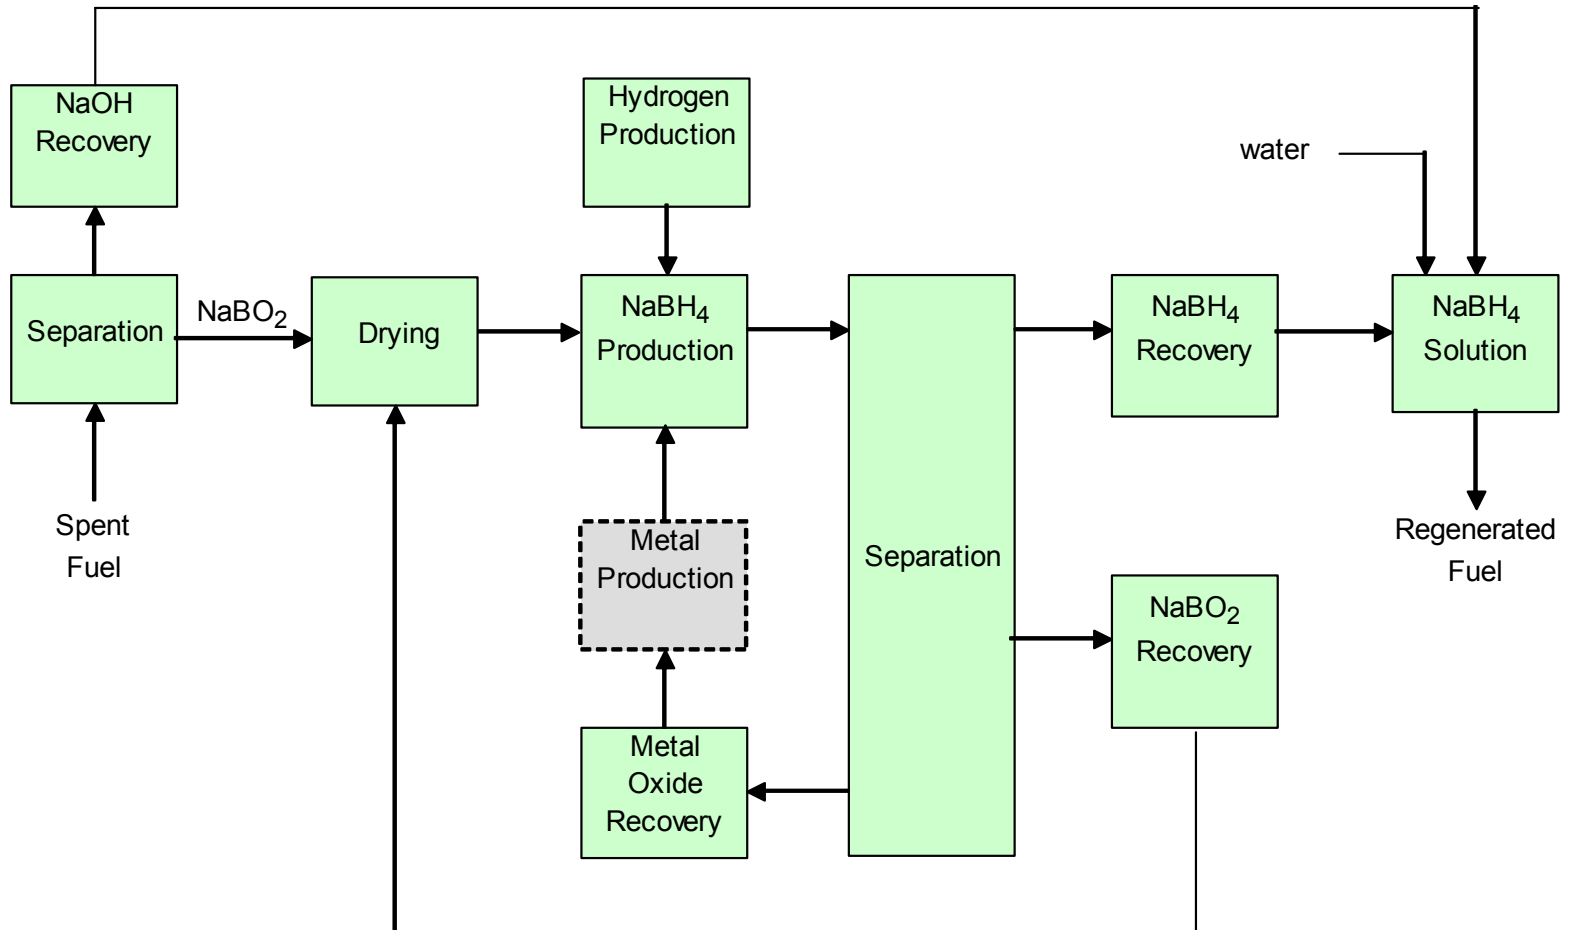 NaOH
Recovery
Hydrogen
Production
water
Separation
NaBO2
Drying
NaBH4
Production
NaBH4
Recovery
NaBH4
Solution
Spent
Fuel
Metal
Production
Separation
Regenerated
Fuel
NaBO2
Recovery
Metal
Oxide
Recovery